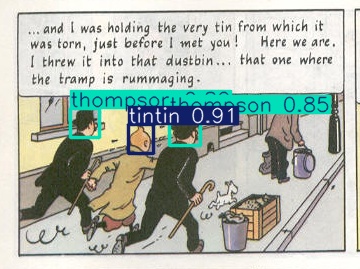 ...and I was holding the very tin from which it
was torn, just before I met you! Here we are.
I threw it into that dustbin... that one where
the tramp is rummaging.
thompson
thompson 0.85
tintin 0.91